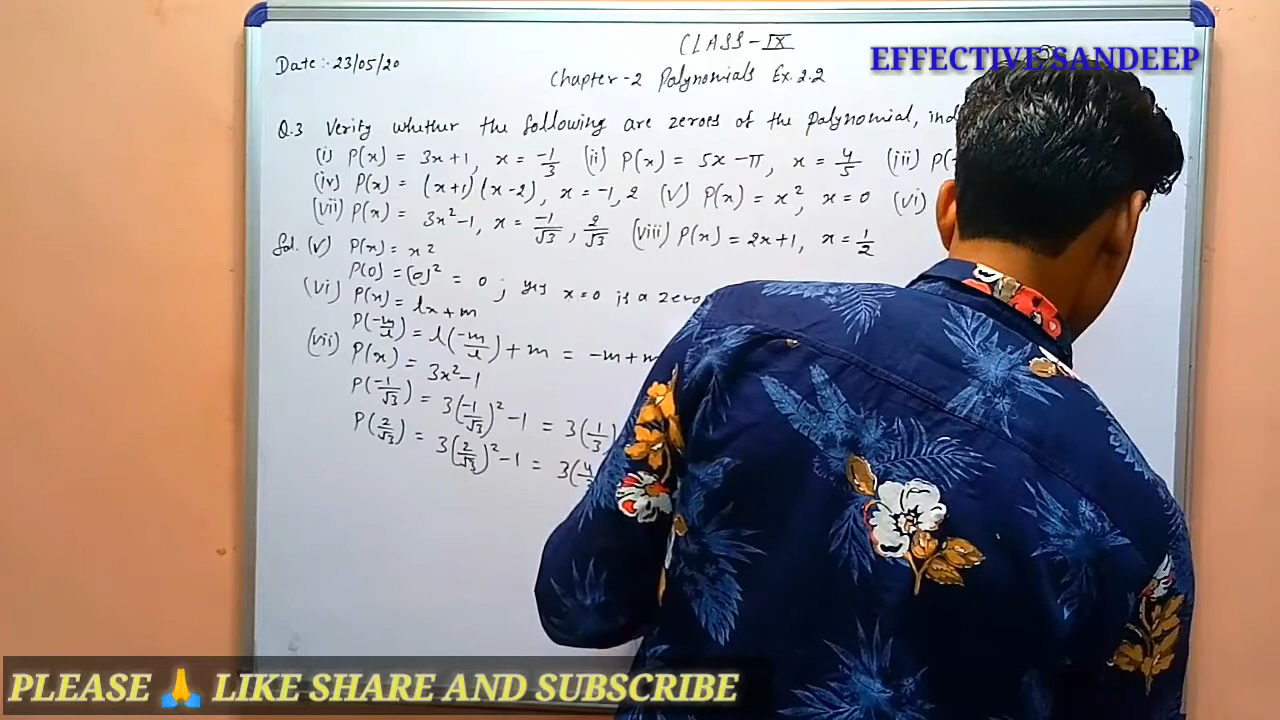 CLASS-IX
EFFECTIVE SANDEEP
Date:-23/05/20
Chapter-2 Polynomials Ex.2.2
Q.3 Verify whether the following are zeroes of the polynomial,
(i) P(x) = 3x+1, x = -1/3 (ii) P(x) = 5x-π, x = 4/5 (iii)
(iv) P(x) = (x+1)(x-2), x = -1, 2 (V) P(x) = x², x=0 (vi)
(vii) P(x) = 3x²-1, x = -1/√3, 2/√3 (viii) P(x) = 2x+1, x = 1/2
Sol. (v) P(x) = x²
P(0) = (0)² = 0; yes x=0 is a
(vi) P(x) = lx+m
P(-m/l) = l(-m/l)+m = -m+m
(vii) P(x) = 3x²-1
P(-1/√3) = 3(-1/√3)²-1 = 3(1/3)
P(2/√3) = 3(2/√3)²-1 = 3(4
PLEASE 🙏 LIKE SHARE AND SUBSCRIBE